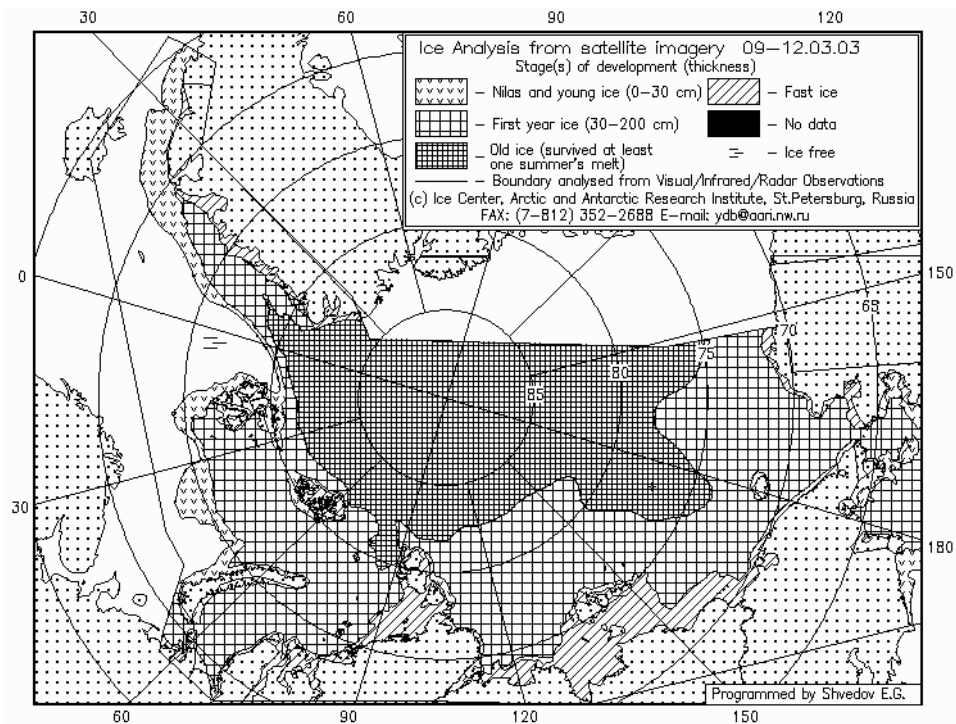 30 60 90 120
Ice Analysis from satellite imagery 09-12.03.03
Stage(s) of development (thickness)
- Nilas and young ice (0-30 cm) - Fast ice
- First year ice (30-200 cm) - No data
- Old ice (survived at least
one summer's melt) - Ice free
- Boundary analysed from Visual/Infrared/Radar Observations
(c) Ice Center, Arctic and Antarctic Research Institute, St.Petersburg, Russia
FAX: (7-812) 352-2688 E-mail: ydb@aari.nw.ru
0 150
65
70
75
80
85
30
180
Programmed by Shvedov E.G.
60 90 120 150